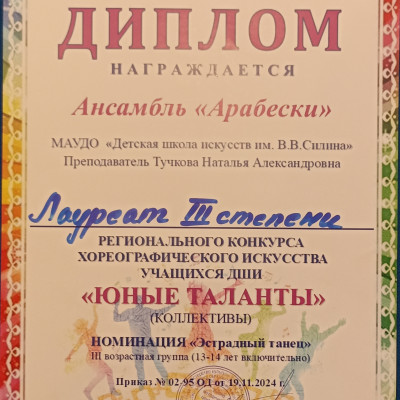 ДИПЛОМ
НАГРАЖДАЕТСЯ
Ансамбль «Арабески»
МАУДО «Детская школа искусств им. В.В.Силина»
Преподаватель Тучкова Наталья Александровна
Лауреат III степени
РЕГИОНАЛЬНОГО КОНКУРСА
ХОРЕОГРАФИЧЕСКОГО ИСКУССТВА
УЧАЩИХСЯ ДШИ
«ЮНЫЕ ТАЛАНТЫ»
(КОЛЛЕКТИВЫ)
НОМИНАЦИЯ «Эстрадный танец»
III возрастная группа (13-14 лет включительно)
Приказ № 02-95 ОД от 19.11.2024 г.